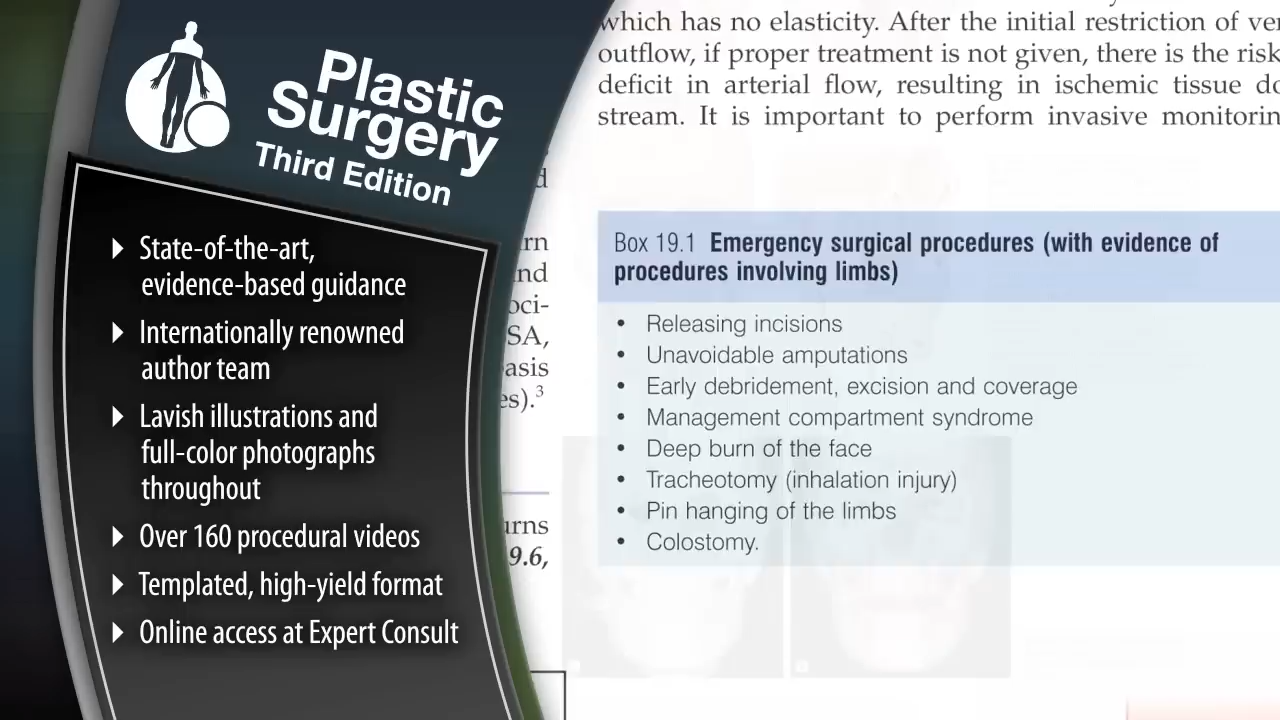 Plastic
Surgery
Third Edition
State-of-the-art,
evidence-based guidance
Internationally renowned
author team
Lavish illustrations and
full-color photographs
throughout
Over 160 procedural videos
Templated, high-yield format
Online access at Expert Consult
which has no elasticity. After the initial restriction of
outflow, if proper treatment is not given, there is the risk
deficit in arterial flow, resulting in ischemic tissue
stream. It is important to perform invasive
es).³
9.6,
Box 19.1 Emergency surgical procedures (with evidence of
procedures involving limbs)
• Releasing incisions
• Unavoidable amputations
• Early debridement, excision and coverage
• Management compartment syndrome
• Deep burn of the face
• Tracheotomy (inhalation injury)
• Pin hanging of the limbs
• Colostomy.